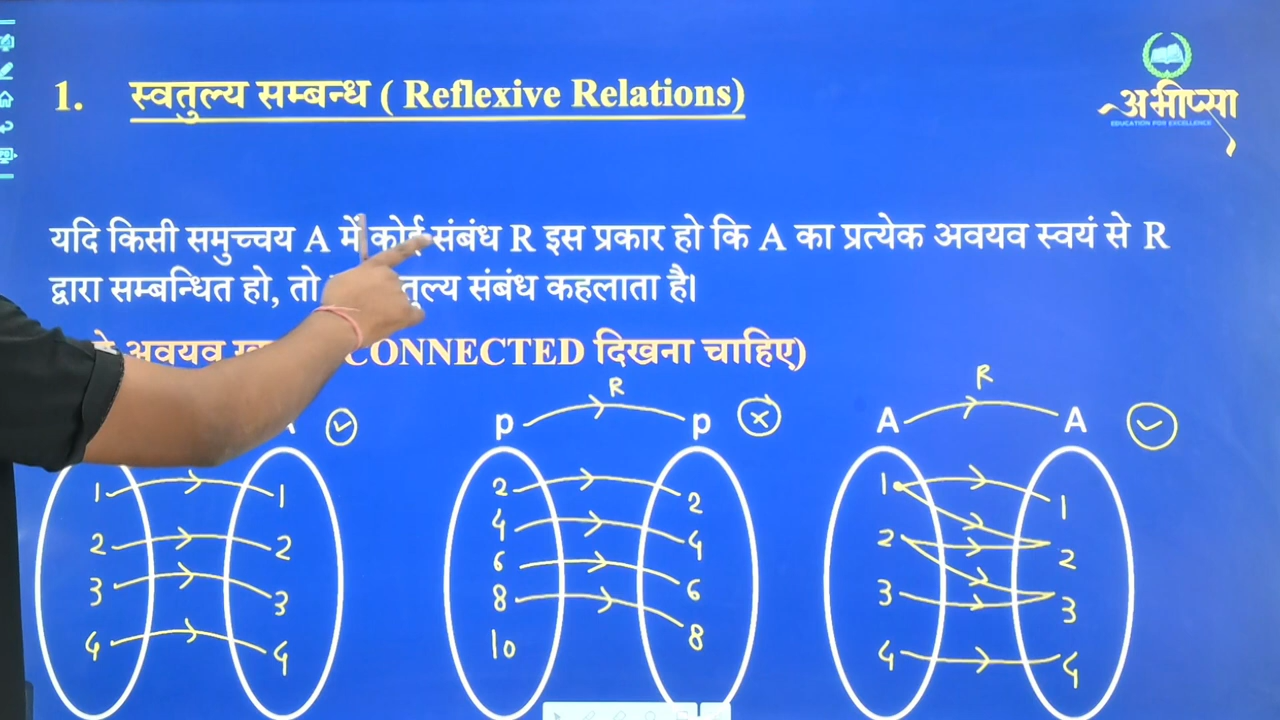 अभीप्सा
EDUCATION FOR EXCELLENCE
1. स्वतुल्य सम्बन्ध ( Reflexive Relations)
यदि किसी समुच्चय A में कोई संबंध R इस प्रकार हो कि A का प्रत्येक अवयव स्वयं से R
द्वारा सम्बन्धित हो, तो तुल्य संबंध कहलाता है।
के अवयव CONNECTED दिखना चाहिए)
R R
p p A A
1 1 2 2 1 1
2 2 4 4 2 2
3 3 6 6 3 3
4 4 8 8 4 4
10